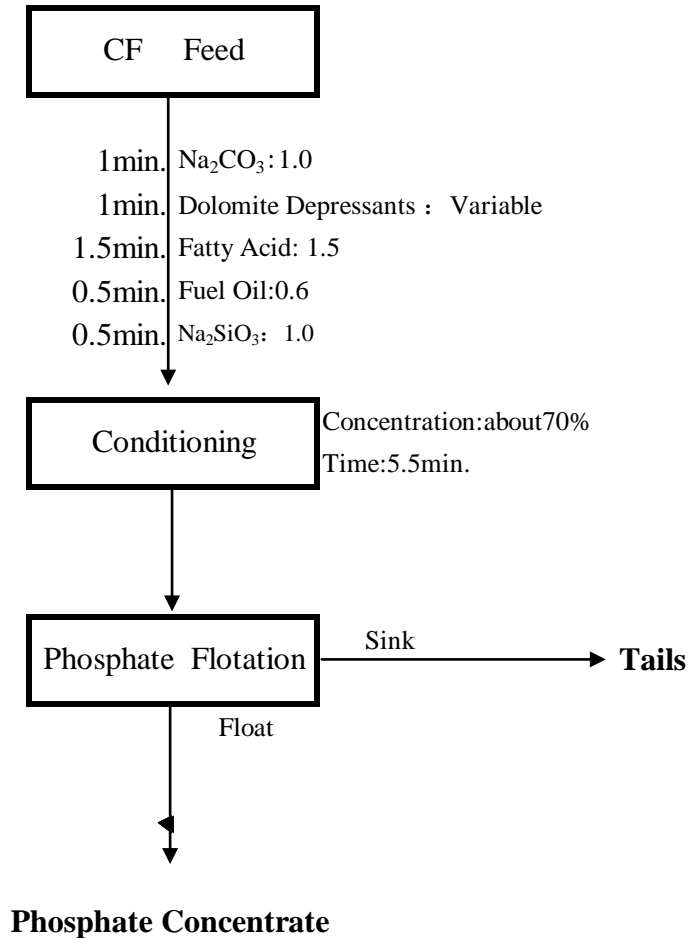 CF Feed
1min. Na₂CO₃:1.0
1min. Dolomite Depressants : Variable
1.5min. Fatty Acid: 1.5
0.5min. Fuel Oil:0.6
0.5min. Na₂SiO₃: 1.0
Conditioning
Concentration:about70%
Time:5.5min.
Phosphate Flotation
Sink
Tails
Float
Phosphate Concentrate